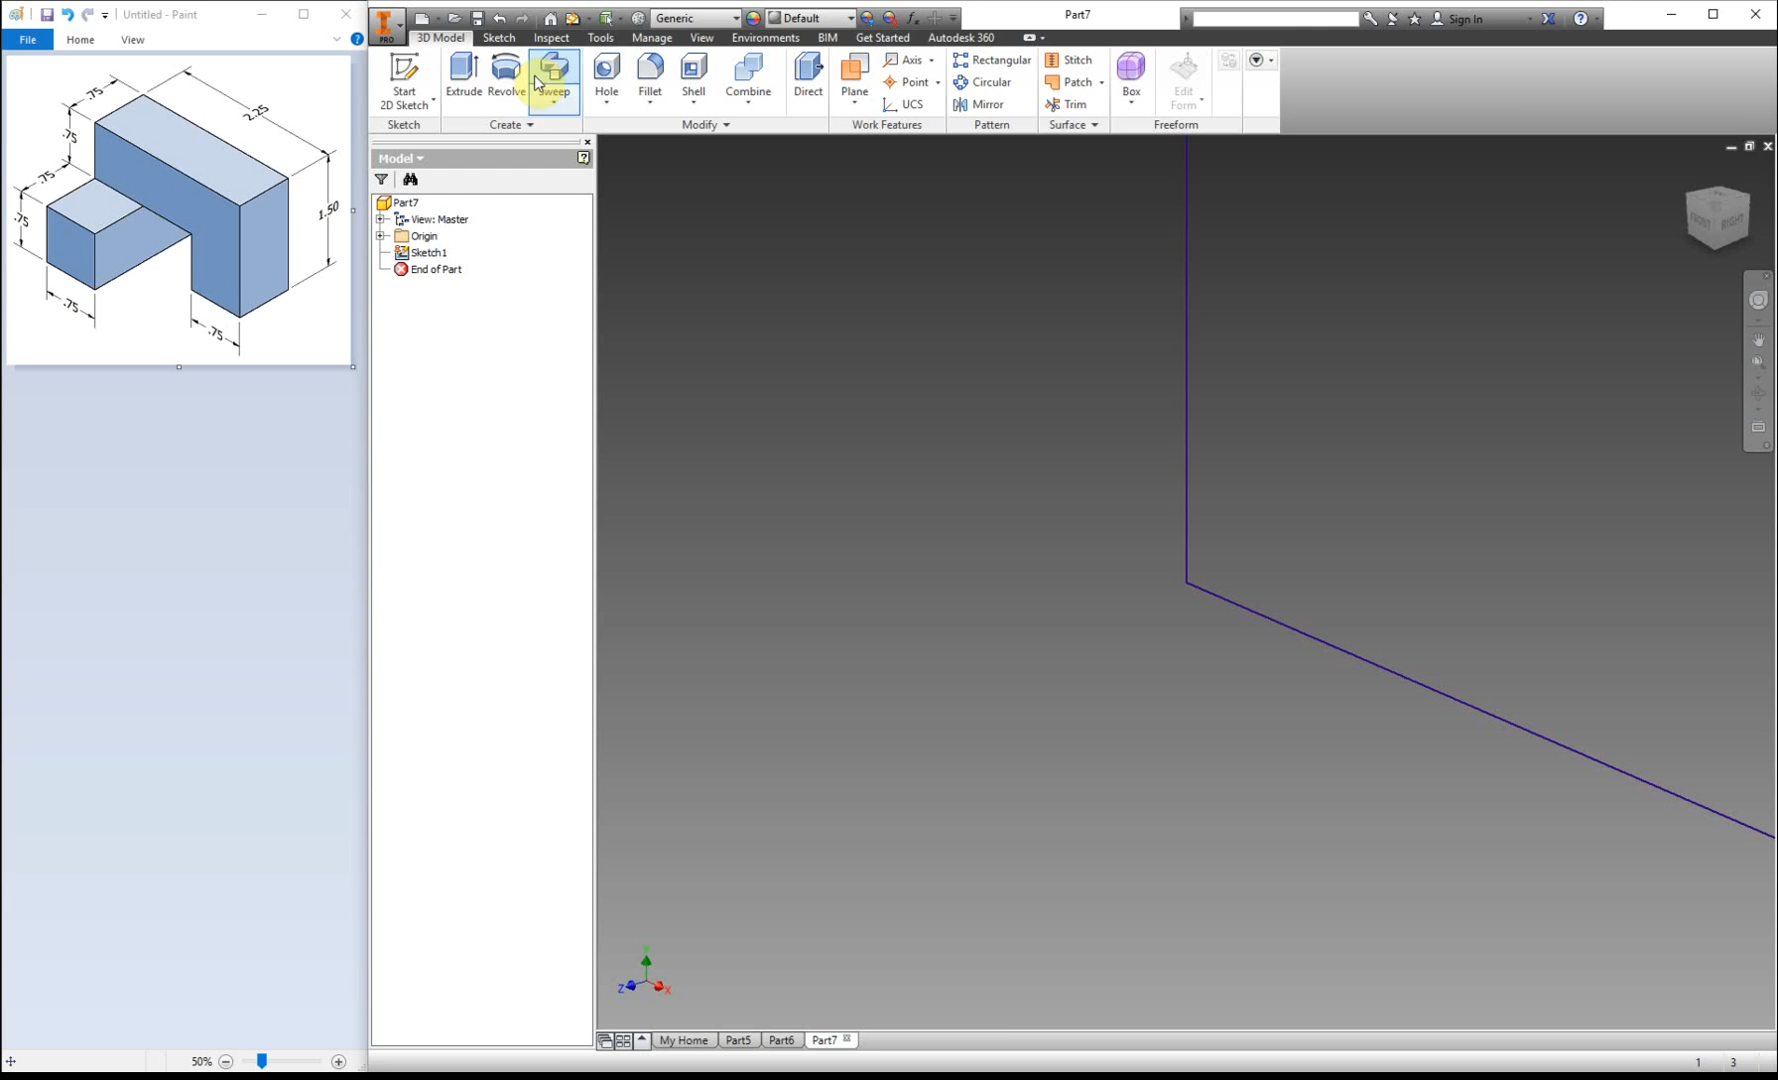 Untitled - Paint
File Home View
.75
2.25
.75
.75
.75
1.50
.75
.75
50%
PRO
Generic
Default
Part7
Sign In
3D Model Sketch Inspect Tools Manage View Environments BIM Get Started Autodesk 360
Start
2D Sketch
Extrude Revolve Sweep
Hole Fillet Shell Combine
Direct
Plane
Axis
Point
UCS
Rectangular
Circular
Mirror
Stitch
Patch
Trim
Box
Edit
Form
Sketch Create Modify Work Features Pattern Surface Freeform
Model
Part7
View: Master
Origin
Sketch1
End of Part
FRONT RIGHT
Y
Z X
My Home Part5 Part6 Part7
1 3